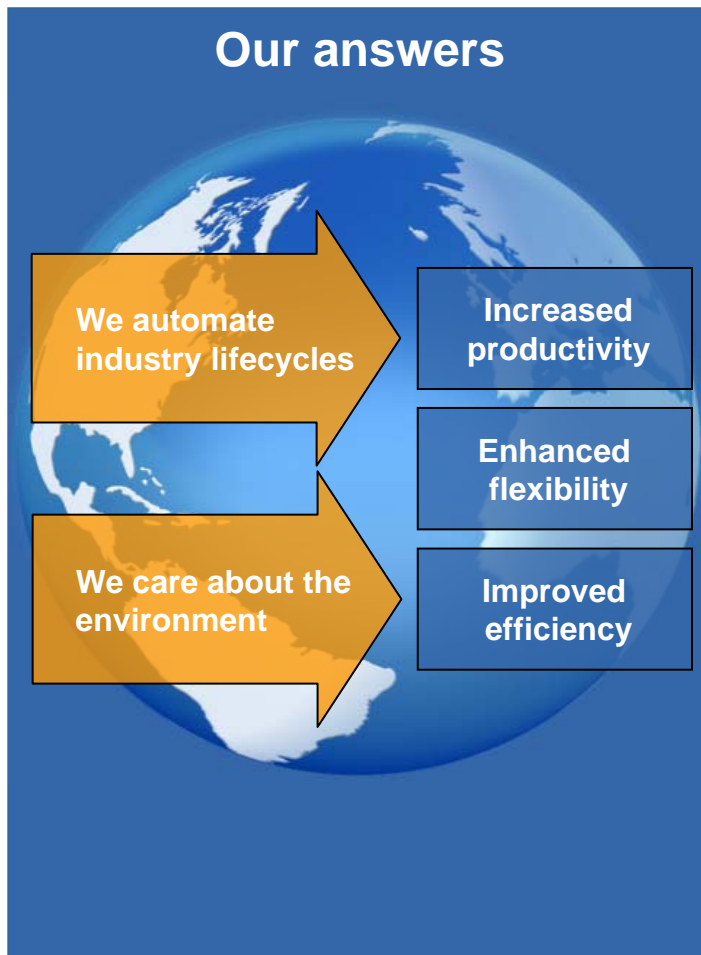 Our answers
We automate
industry lifecycles
Increased
productivity
Enhanced
flexibility
We care about the
environment
Improved
efficiency